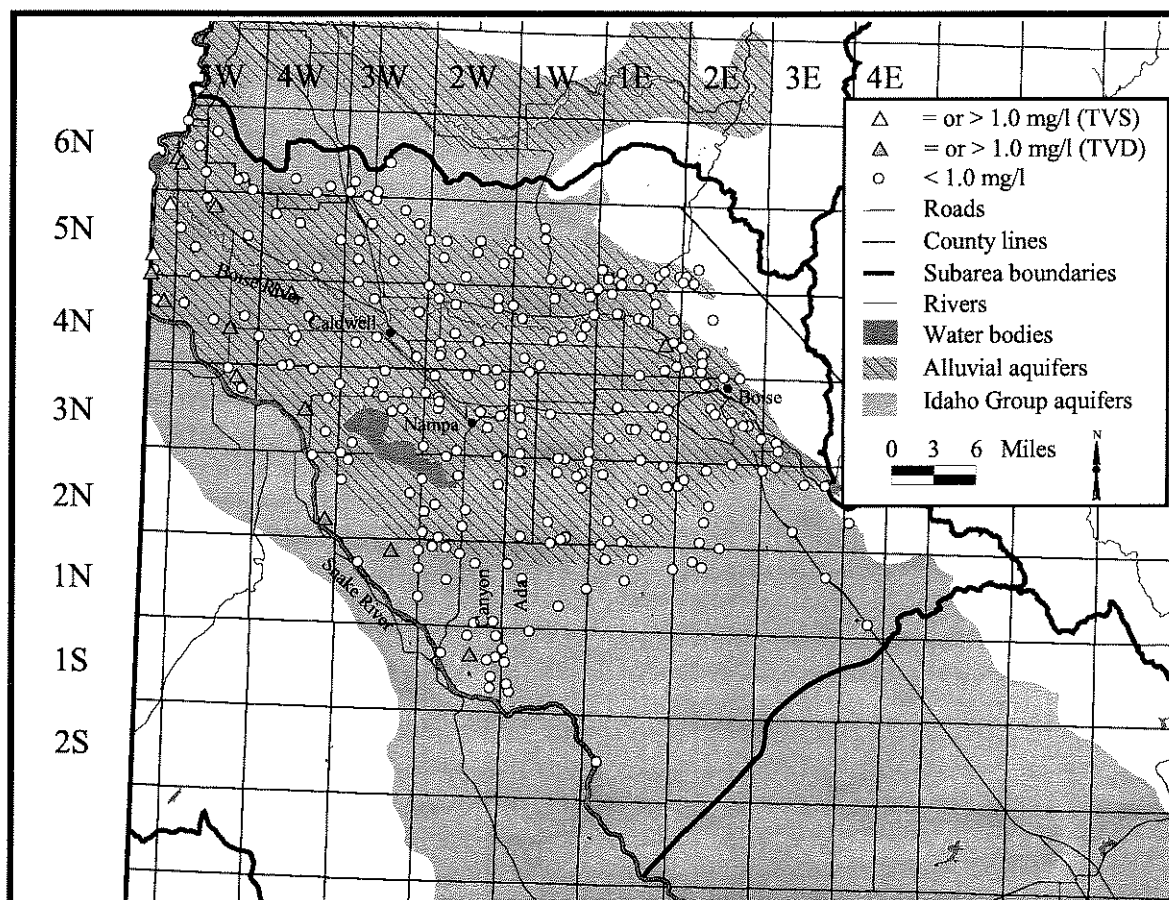 5W 4W 3W 2W 1W 1E 2E 3E 4E
6N
5N
4N
3N
2N
1N
1S
2S
Boise River
Caldwell
Nampa
Boise
Snake River
Canyon
Ada
= or > 1.0 mg/l (TVS)
= or > 1.0 mg/l (TVD)
< 1.0 mg/l
Roads
County lines
Subarea boundaries
Rivers
Water bodies
Alluvial aquifers
Idaho Group aquifers
0 3 6 Miles
N